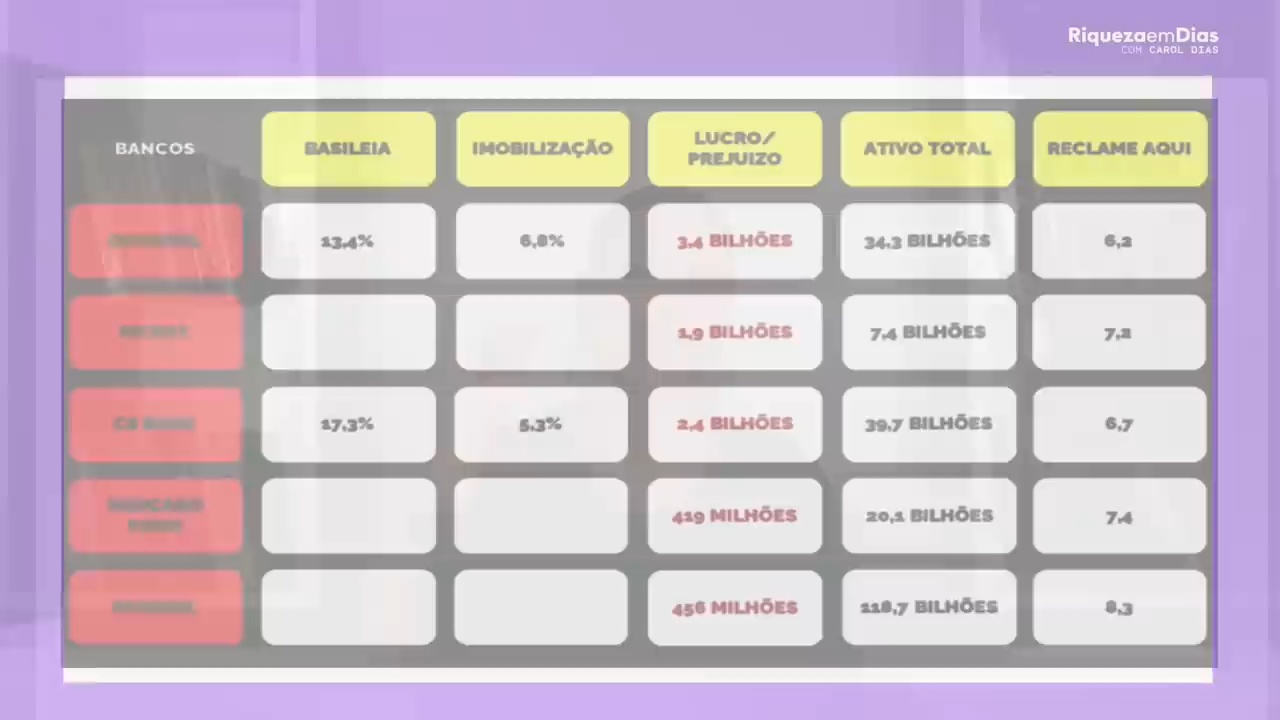 RiquezaemDias
COM CAROL DIAS
BANCOS
BASILEIA
IMOBILIZAÇÃO
LUCRO/
PREJUIZO
ATIVO TOTAL
RECLAME AQUI
13,4%
6,8%
3,4 BILHÕES
34,3 BILHÕES
6,2
1,9 BILHÕES
7,4 BILHÕES
7,2
17,3%
5,3%
2,4 BILHÕES
39,7 BILHÕES
6,7
419 MILHÕES
20,1 BILHÕES
7,4
456 MILHÕES
118,7 BILHÕES
8,3